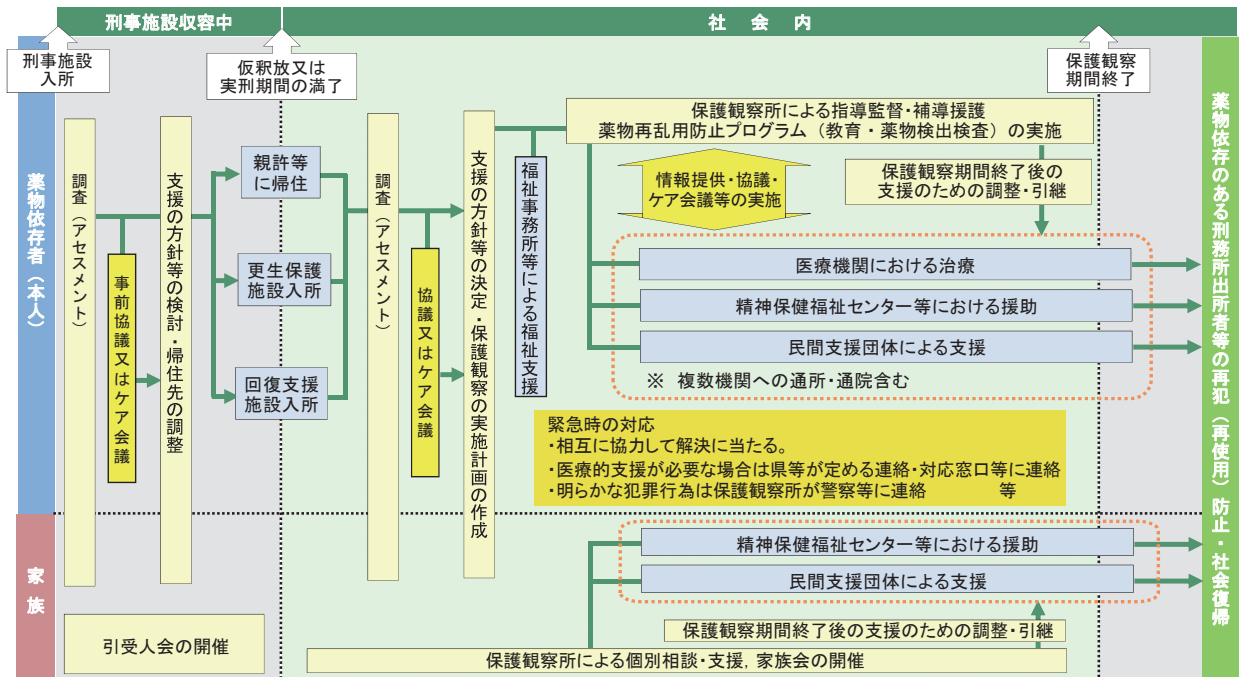 刑事施設収容中
社会内
刑事施設
入所
仮釈放又は
実刑期間の満了
保護観察
期間終了
薬物依存者（本人）
調査（アセスメント）
事前協議又はケア会議
支援の方針等の検討・帰住先の調整
親許等
に帰住
更生保護
施設入所
回復支援
施設入所
調査（アセスメント）
協議又はケア会議
支援の方針等の決定・保護観察の実施計画の作成
福祉事務所等による福祉支援
保護観察所による指導監督・補導援護
薬物再乱用防止プログラム（教育・薬物検出検査）の実施
情報提供・協議・
ケア会議等の実施
保護観察期間終了後の
支援のための調整・引継
医療機関における治療
精神保健福祉センター等における援助
民間支援団体による支援
※ 複数機関への通所・通院含む
緊急時の対応
・相互に協力して解決に当たる。
・医療的支援が必要な場合は県等が定める連絡・対応窓口等に連絡
・明らかな犯罪行為は保護観察所が警察等に連絡 等
家族
引受人会の開催
精神保健福祉センター等における援助
民間支援団体による支援
保護観察期間終了後の支援のための調整・引継
保護観察所による個別相談・支援，家族会の開催
薬物依存のある刑務所出所者等の再犯（再使用）防止・社会復帰